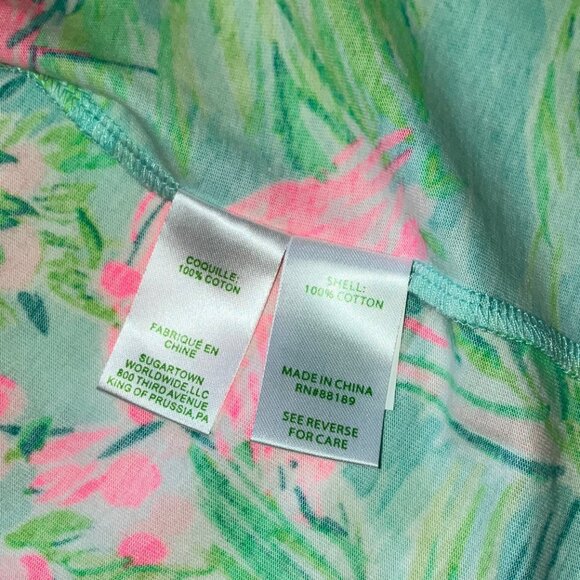 COQUILLE:
100% COTTON
FABRIQUÉ EN
CHINE
SUGARTOWN
WORLDWIDE,LLC
800 THIRD AVENUE
KING OF PRUSSIA,PA
SHELL:
100% COTTON
MADE IN CHINA
RN#88189
SEE REVERSE
FOR CARE